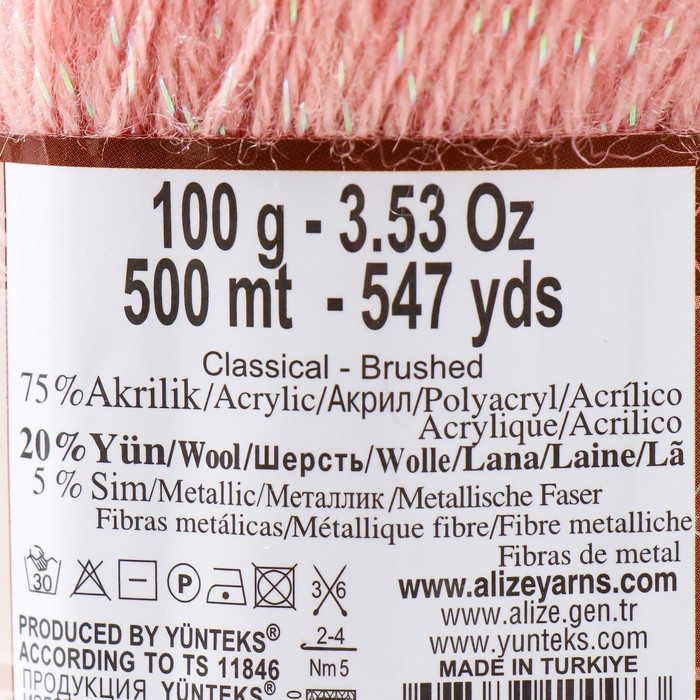 100 g - 3.53 Oz
500 mt - 547 yds
Classical - Brushed
75 % Akrilik/Acrylic/Акрил/Polyacryl/Acrílico
Acrylique/Acrilico
20 % Yün/Wool/Шерсть/Wolle/Lana/Laine/Lã
5 % Sim/Metallic/Металлик/Metallische Faser
Fibras metálicas/Métallique fibre/Fibre metalliche
Fibras de metal
30 P 3 6
www.alizeyarns.com
www.alize.gen.tr
www.yunteks.com
MADE IN TURKIYE
PRODUCED BY YÜNTEKS®
ACCORDING TO TS 11846
ПРОДУКЦИЯ YÜNTEKS®
2-4
Nm 5